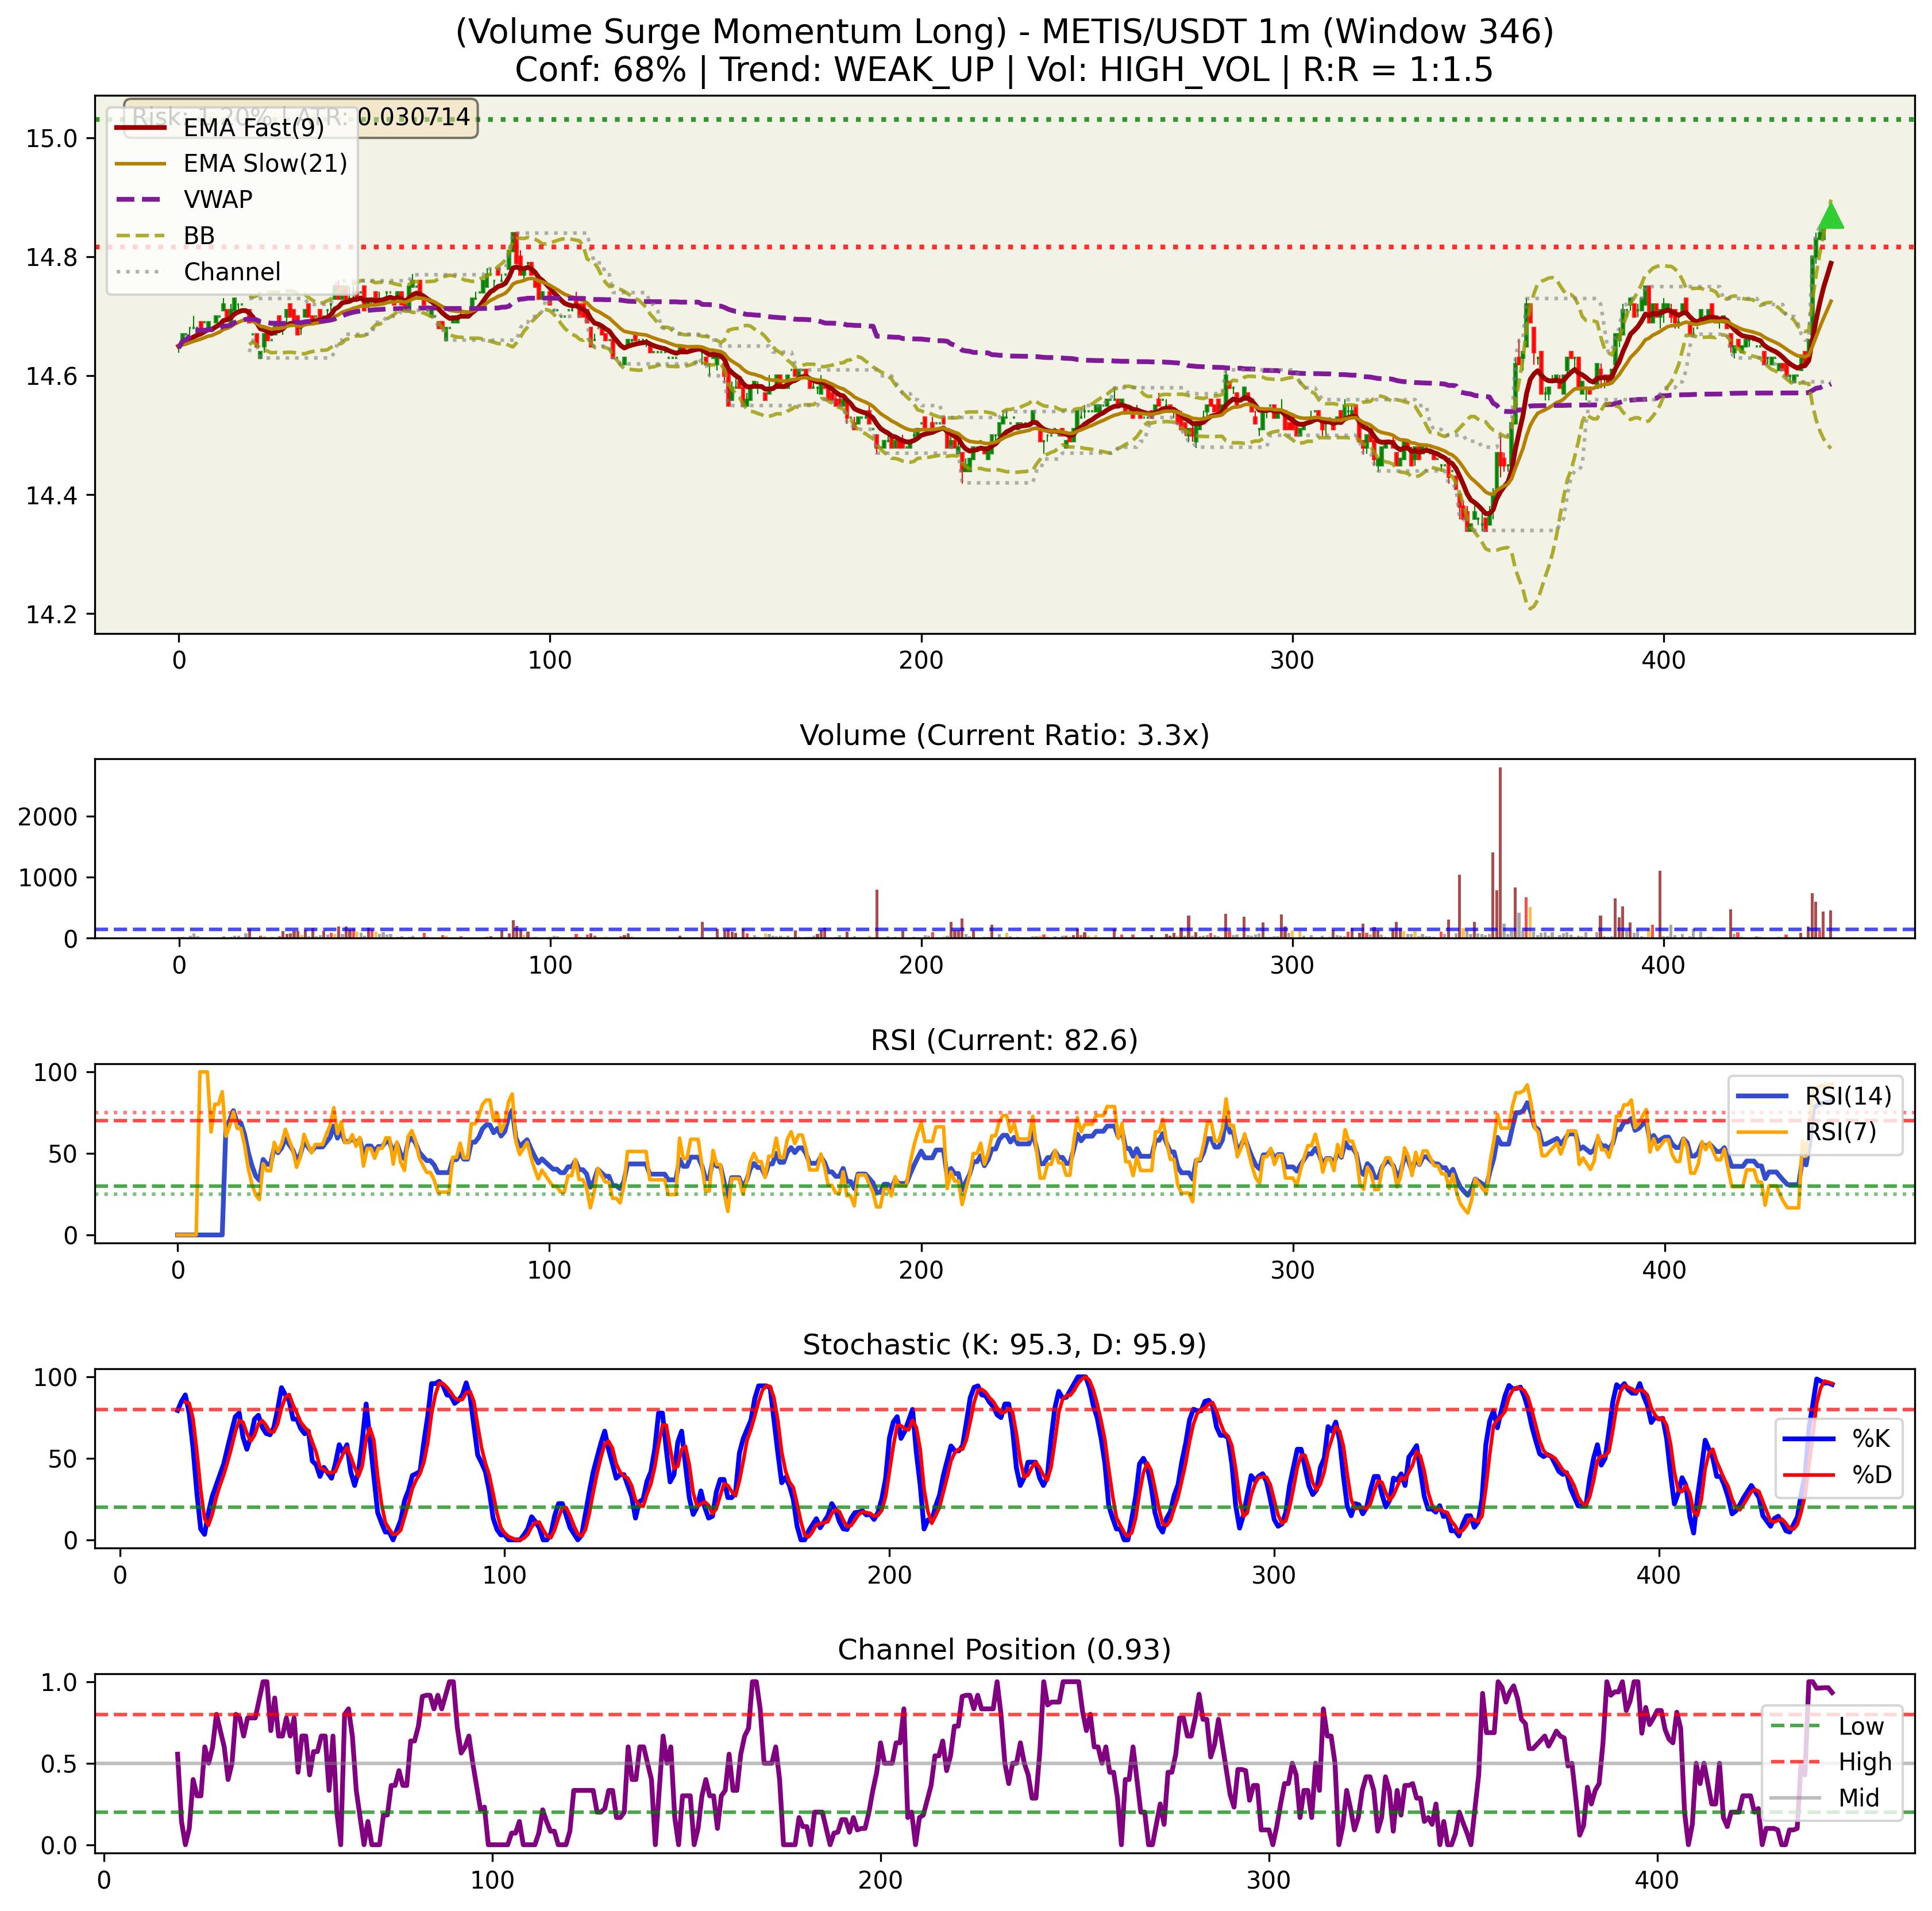 (Volume Surge Momentum Long) - METIS/USDT 1m (Window 346)
Conf: 68% | Trend: WEAK_UP | Vol: HIGH_VOL | R:R = 1:1.5
Risk: 1.20% | ATR: 0.030714
EMA Fast(9)
EMA Slow(21)
VWAP
BB
Channel
15.0
14.8
14.6
14.4
14.2
0 100 200 300 400
Volume (Current Ratio: 3.3x)
2000
1000
0
0 100 200 300 400
RSI (Current: 82.6)
100
50
0
RSI(14)
RSI(7)
0 100 200 300 400
Stochastic (K: 95.3, D: 95.9)
100
50
0
%K
%D
0 100 200 300 400
Channel Position (0.93)
1.0
0.5
0.0
Low
High
Mid
0 100 200 300 400